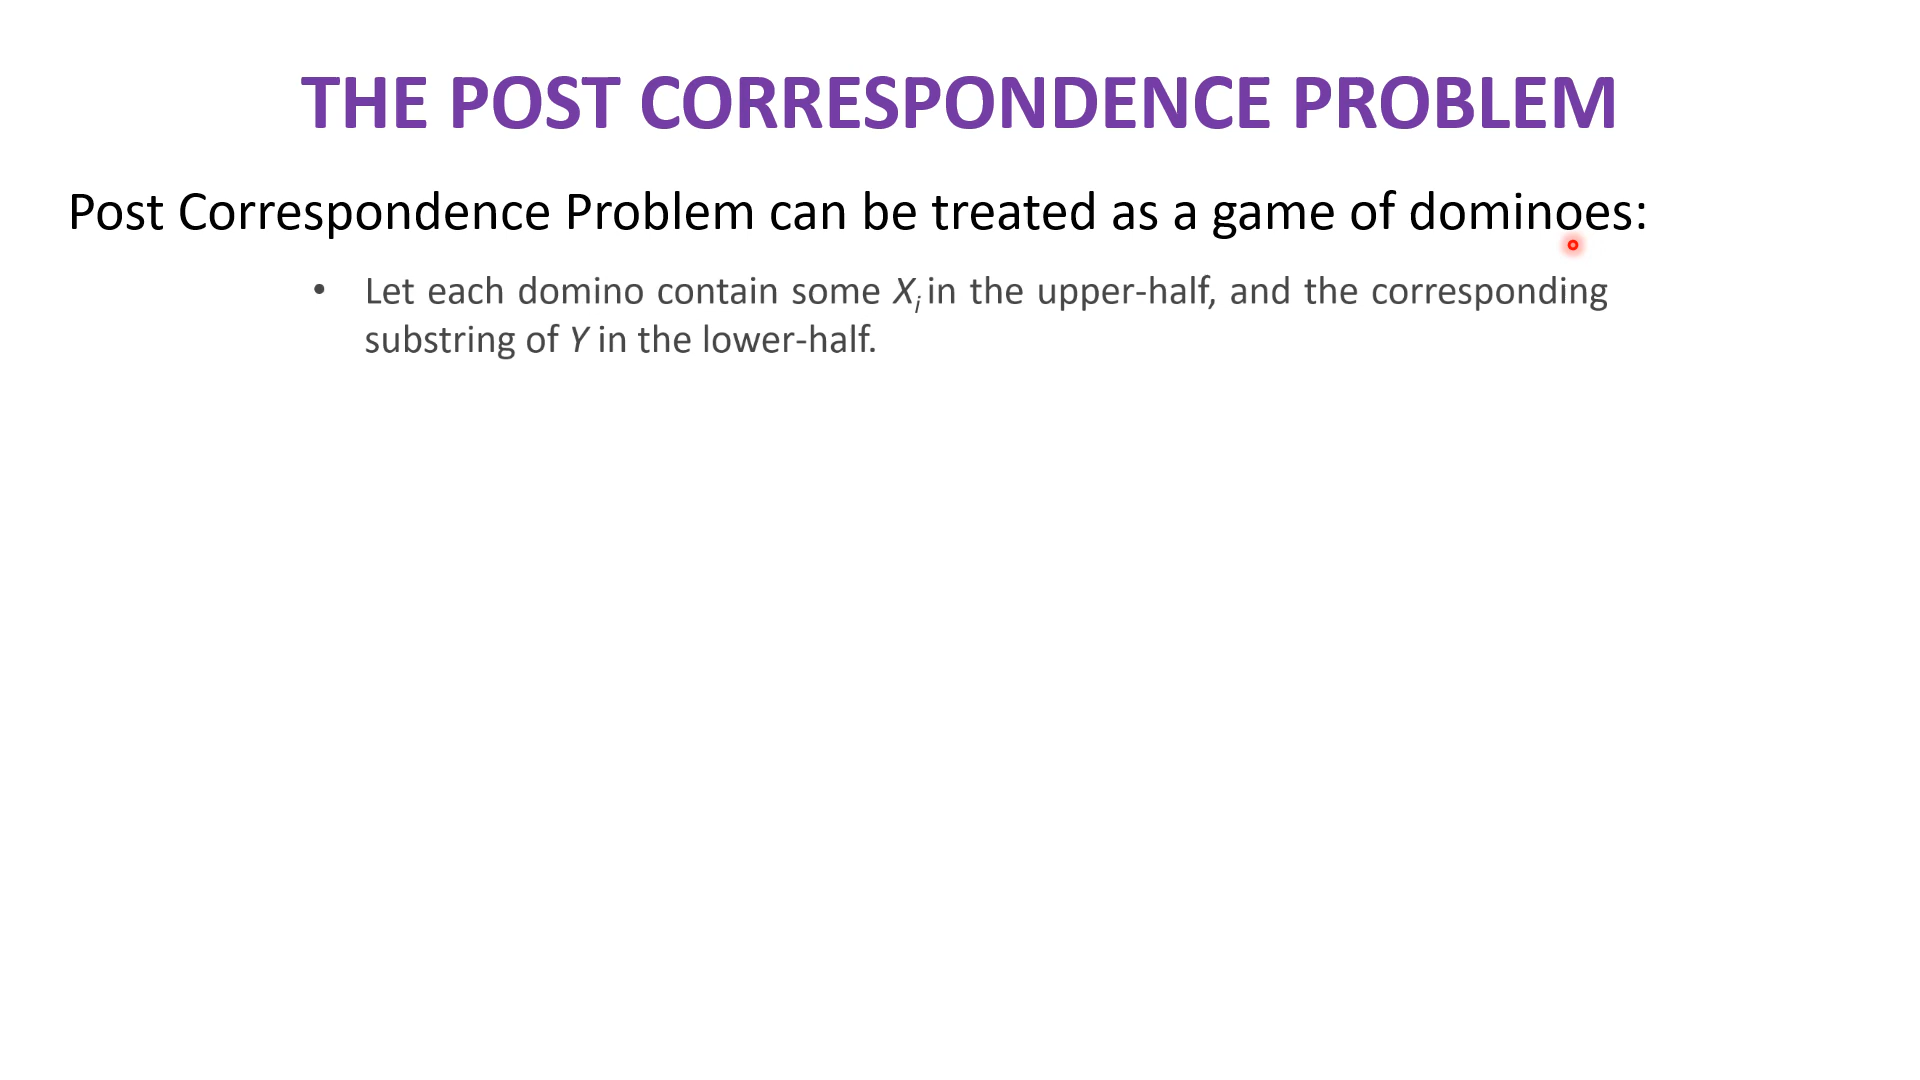 THE POST CORRESPONDENCE PROBLEM
Post Correspondence Problem can be treated as a game of dominoes:
• Let each domino contain some Xi in the upper-half, and the corresponding
substring of Y in the lower-half.